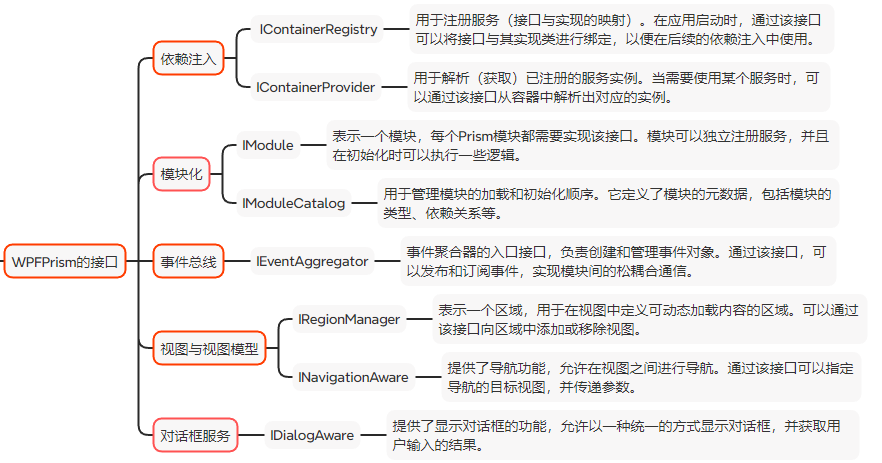 WPFPrism的接口
依赖注入
IContainerRegistry
用于注册服务（接口与实现的映射）。在应用启动时，通过该接口
可以将接口与其实现类进行绑定，以便在后续的依赖注入中使用。
IContainerProvider
用于解析（获取）已注册的服务实例。当需要使用某个服务时，可
以通过该接口从容器中解析出对应的实例。
模块化
IModule
表示一个模块，每个Prism模块都需要实现该接口。模块可以独立注册服务，并且
在初始化时可以执行一些逻辑。
IModuleCatalog
用于管理模块的加载和初始化顺序。它定义了模块的元数据，包括模块的
类型、依赖关系等。
事件总线
IEventAggregator
事件聚合器的入口接口，负责创建和管理事件对象。通过该接口，可
以发布和订阅事件，实现模块间的松耦合通信。
视图与视图模型
IRegionManager
表示一个区域，用于在视图中定义可动态加载内容的区域。可以通过
该接口向区域中添加或移除视图。
INavigationAware
提供了导航功能，允许在视图之间进行导航。通过该接口可以指定
导航的目标视图，并传递参数。
对话框服务
IDialogAware
提供了显示对话框的功能，允许以一种统一的方式显示对话框，并获取用
户输入的结果。